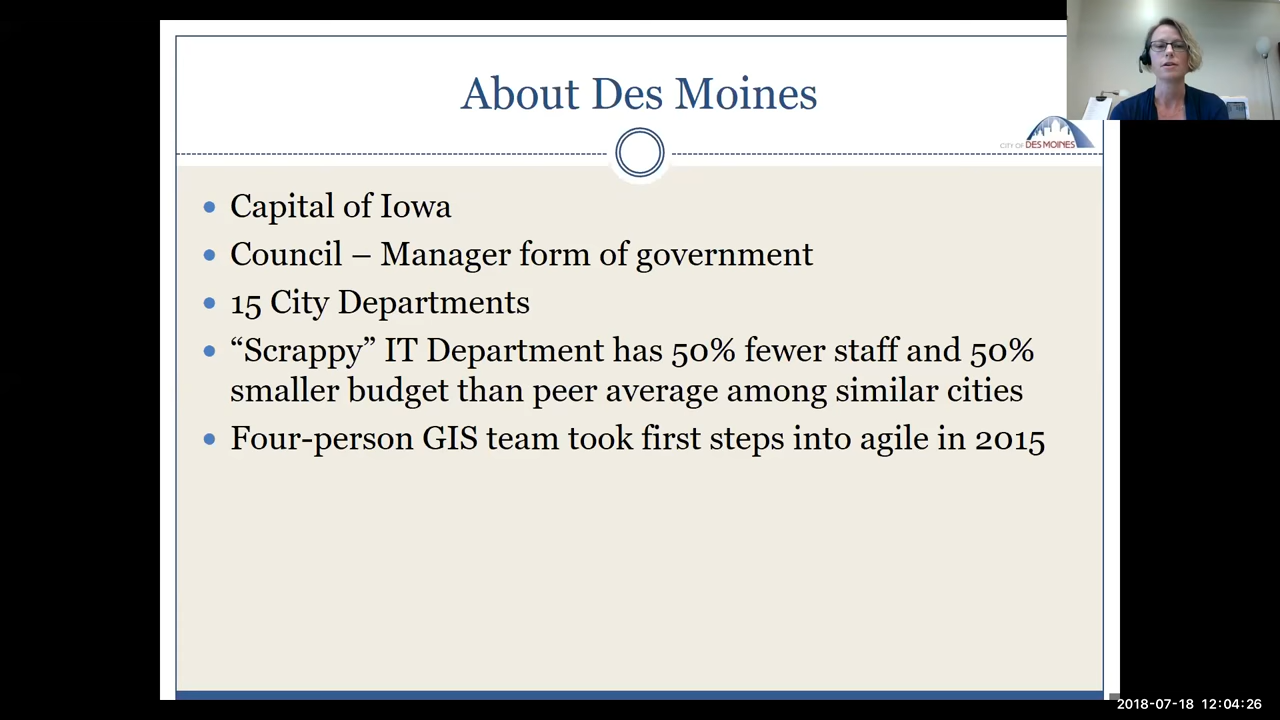 About Des Moines
CITY OF DES MOINES
Capital of Iowa
Council – Manager form of government
15 City Departments
“Scrappy” IT Department has 50% fewer staff and 50%
smaller budget than peer average among similar cities
Four-person GIS team took first steps into agile in 2015
2018-07-18 12:04:26